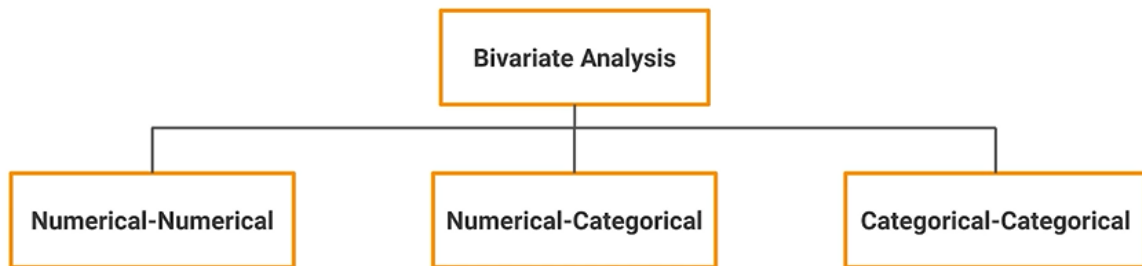 Bivariate Analysis
Numerical-Numerical
Numerical-Categorical
Categorical-Categorical